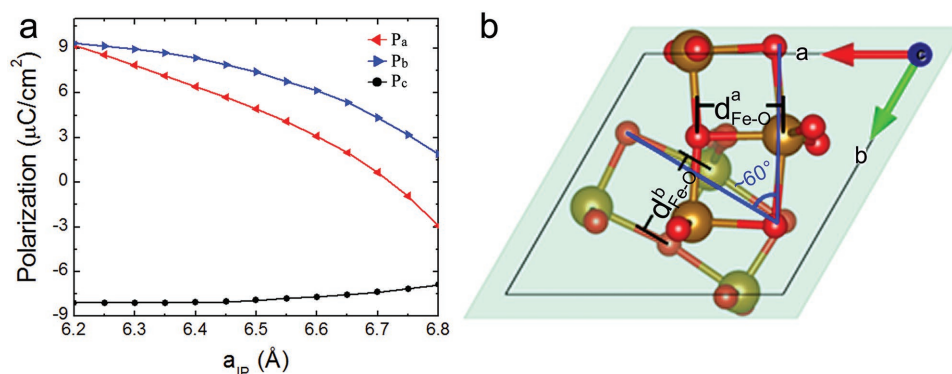 a
Polarization (μC/cm²)
9
6
3
0
-3
-6
-9
6.2 6.3 6.4 6.5 6.6 6.7 6.8
a_IP (Å)
Pa
Pb
Pc
b
a
c
b
d^a_Fe-O
d^b_Fe-O
~60°